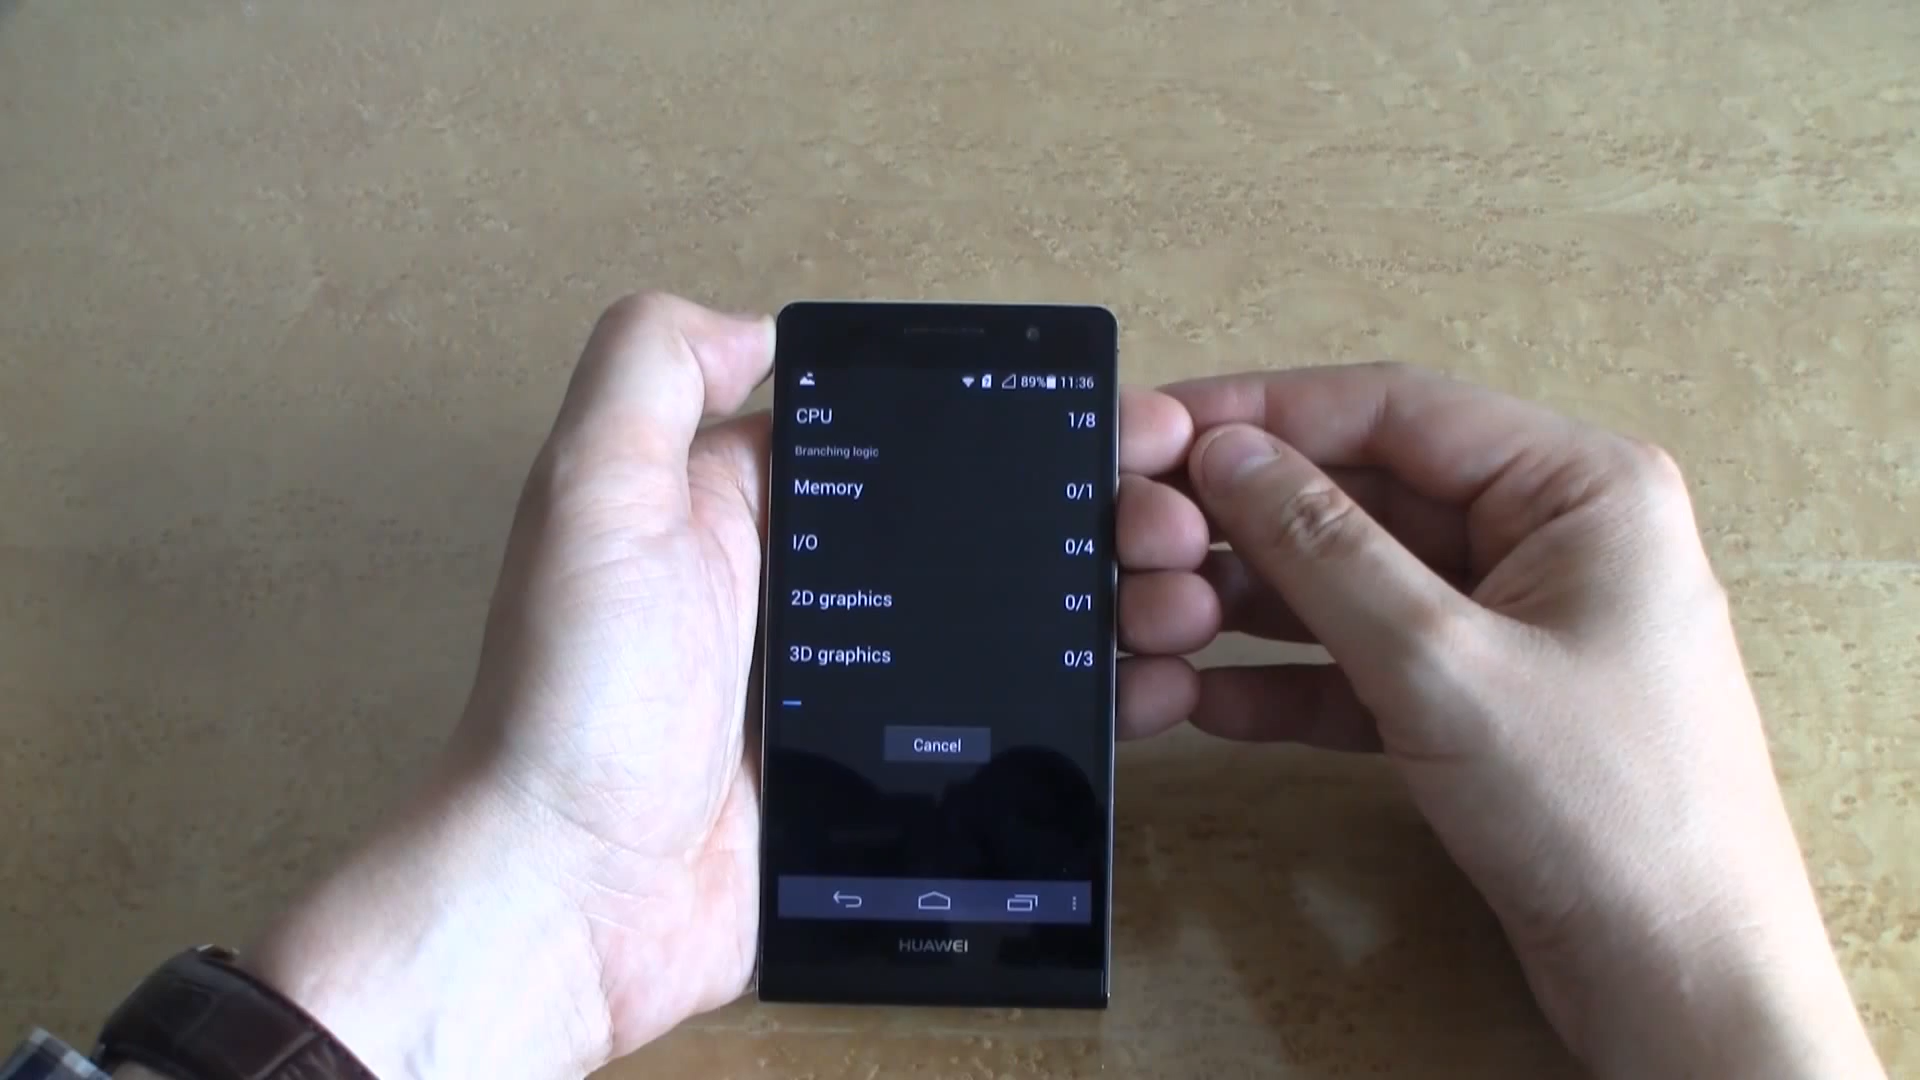 89% 11:36
CPU 1/8
Branching logic
Memory 0/1
I/O 0/4
2D graphics 0/1
3D graphics 0/3
Cancel
HUAWEI